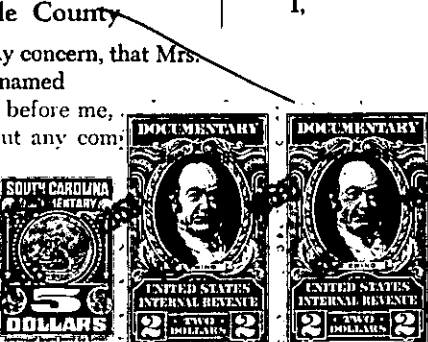 le County
I,
y concern, that Mrs.
named
before me,
ut any com
DOCUMENTARY
UNITED STATES
INTERNAL REVENUE
2 TWO DOLLARS 2
DOCUMENTARY
UNITED STATES
INTERNAL REVENUE
2 TWO DOLLARS 2
SOUTH CAROLINA
DOCUMENTARY
$5
DOLLARS